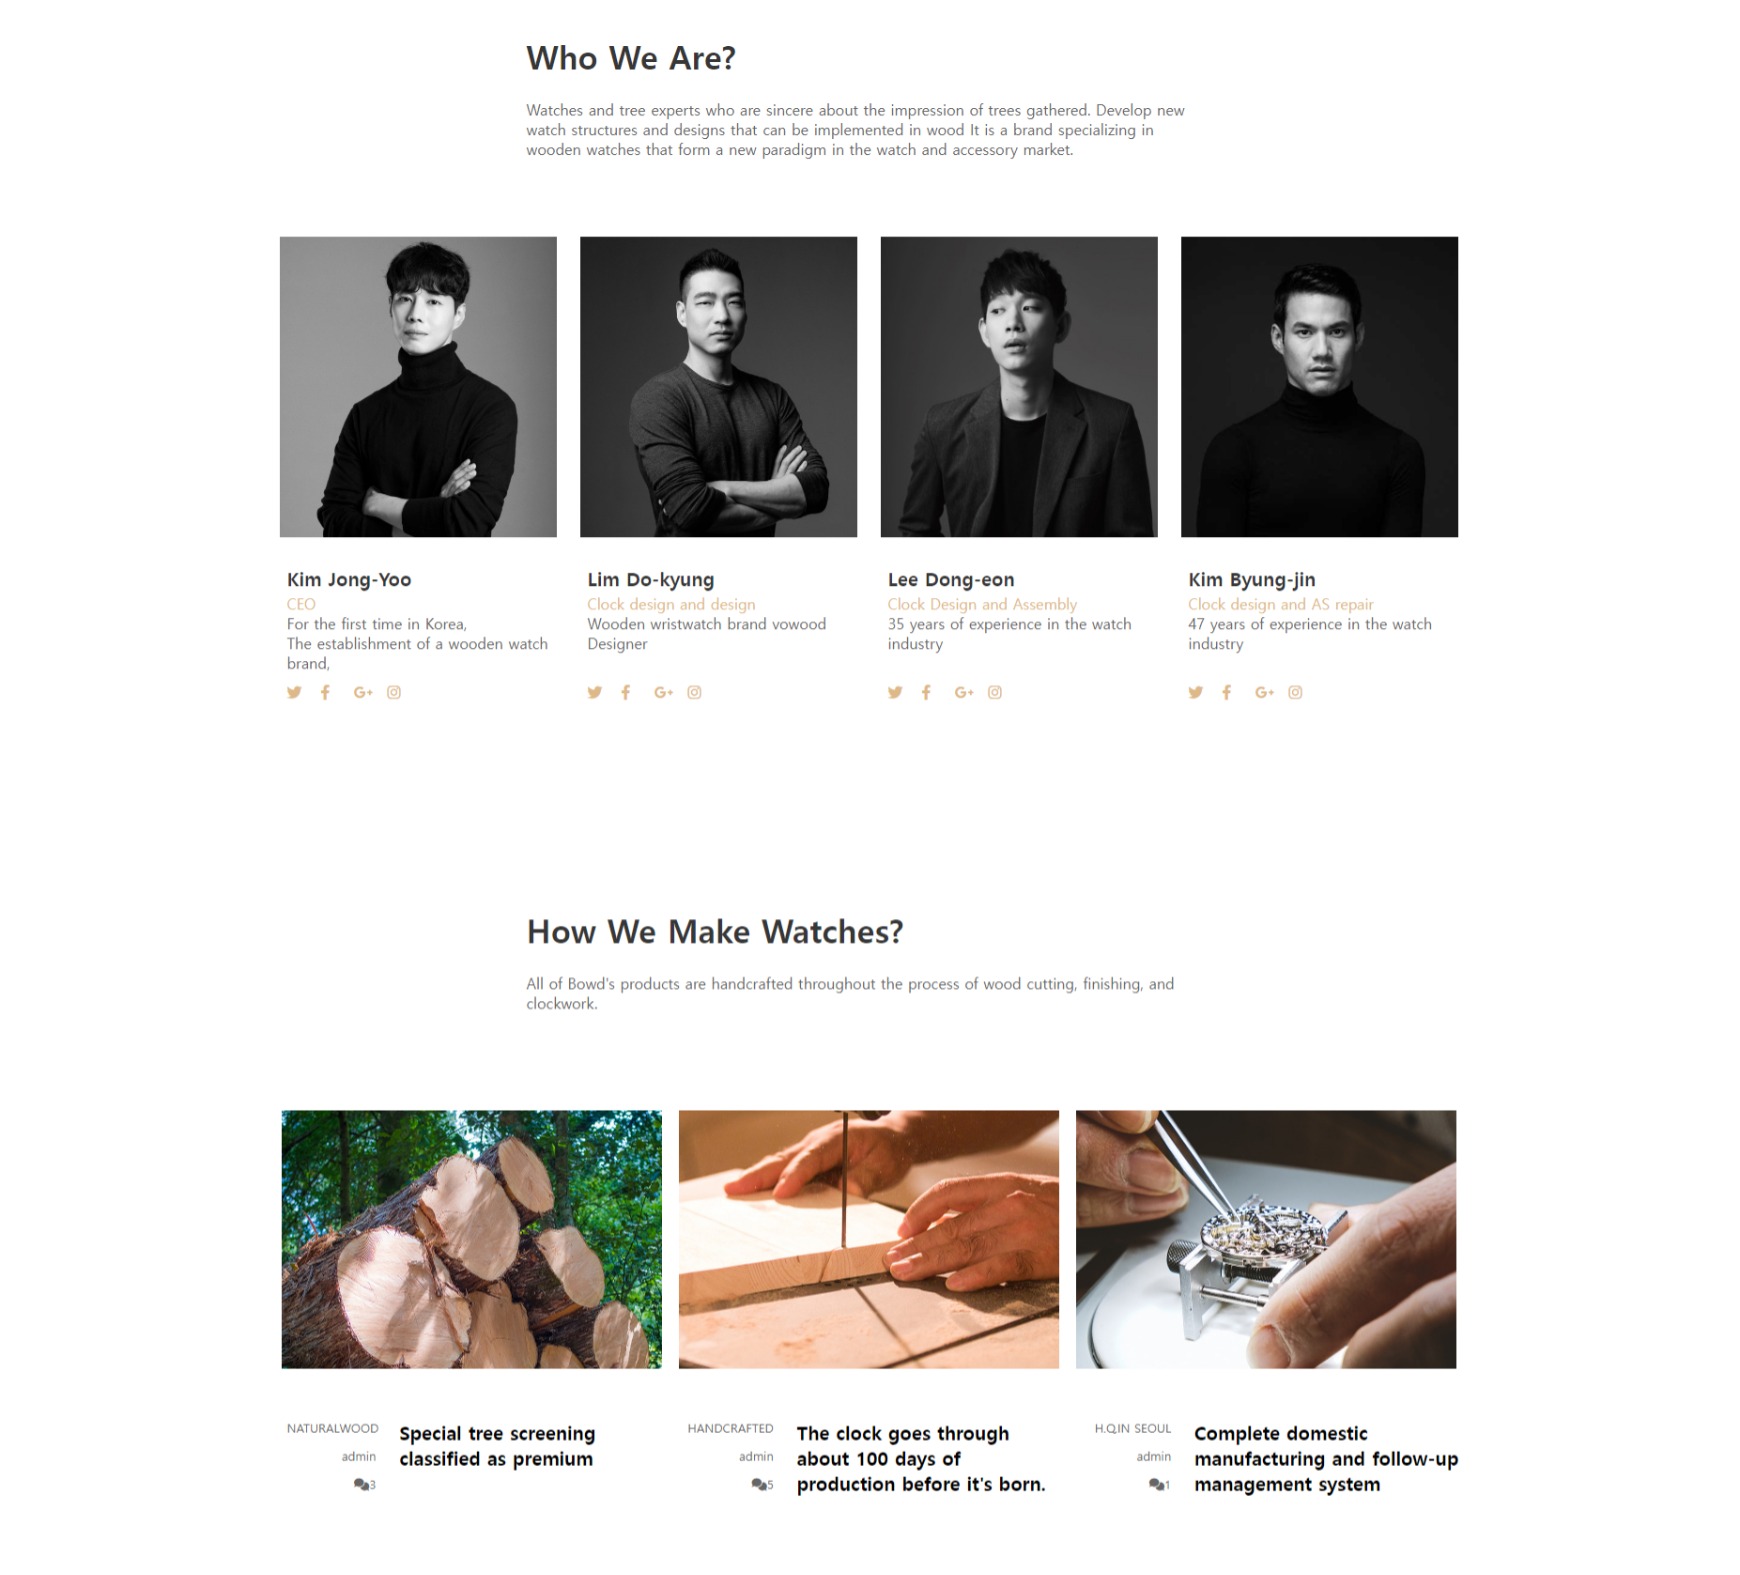 Who We Are?
Watches and tree experts who are sincere about the impression of trees gathered. Develop new
watch structures and designs that can be implemented in wood It is a brand specializing in
wooden watches that form a new paradigm in the watch and accessory market.
Kim Jong-Yoo
CEO
For the first time in Korea,
The establishment of a wooden watch
brand,
G+
Lim Do-kyung
Clock design and design
Wooden wristwatch brand vowood
Designer
G+
Lee Dong-eon
Clock Design and Assembly
35 years of experience in the watch
industry
G+
Kim Byung-jin
Clock design and AS repair
47 years of experience in the watch
industry
G+
How We Make Watches?
All of Bowd's products are handcrafted throughout the process of wood cutting, finishing, and
clockwork.
NATURALWOOD
admin
3
Special tree screening
classified as premium
HANDCRAFTED
admin
5
The clock goes through
about 100 days of
production before it's born.
H.Q.IN SEOUL
admin
1
Complete domestic
manufacturing and follow-up
management system